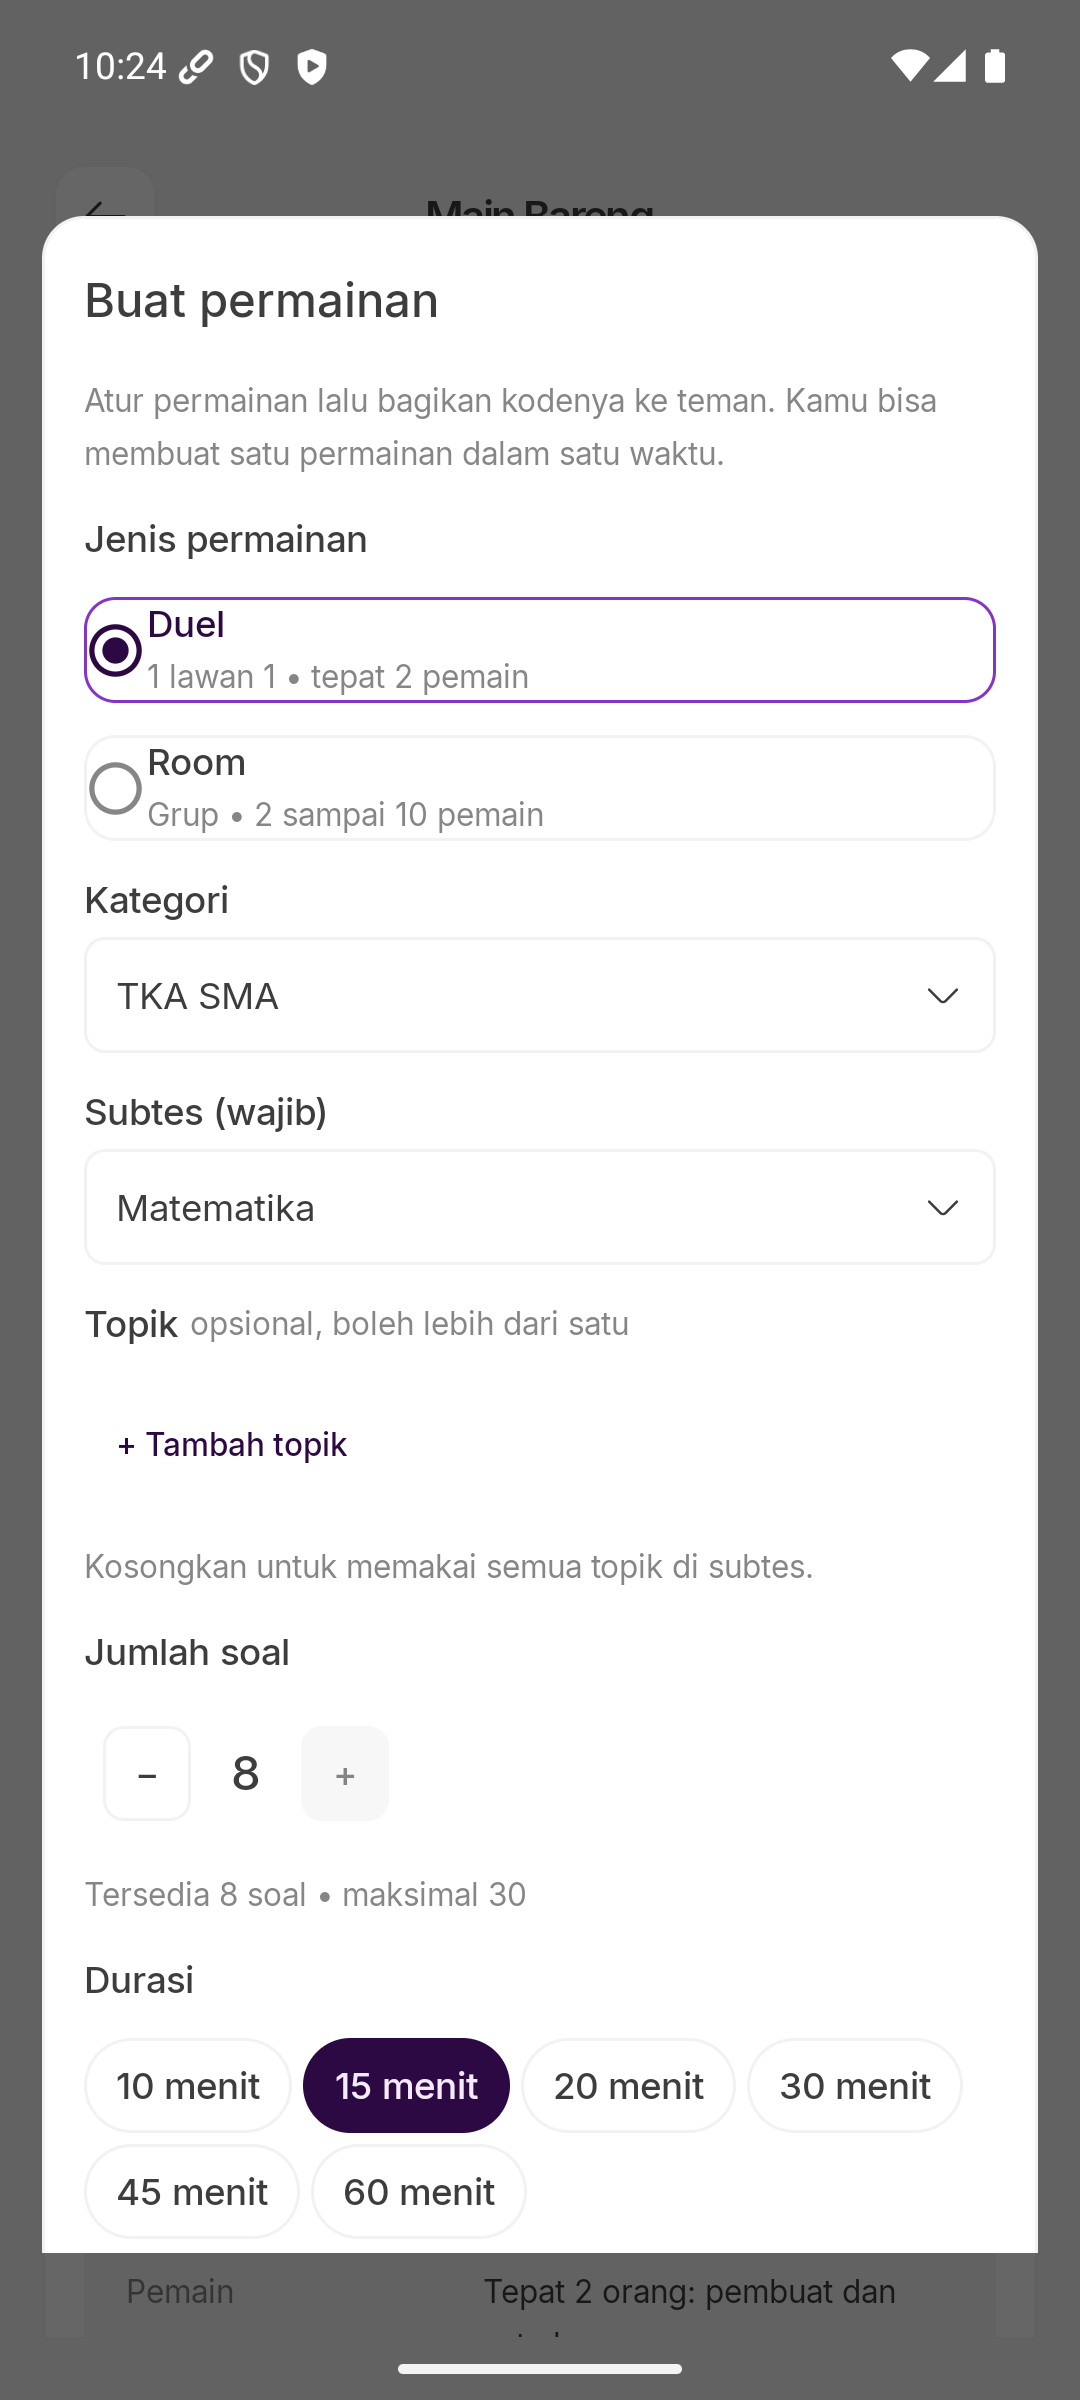 10:24
Main Bareng
Buat permainan
Atur permainan lalu bagikan kodenya ke teman. Kamu bisa
membuat satu permainan dalam satu waktu.
Jenis permainan
Duel
1 lawan 1 • tepat 2 pemain
Room
Grup • 2 sampai 10 pemain
Kategori
TKA SMA
Subtes (wajib)
Matematika
Topik opsional, boleh lebih dari satu
+ Tambah topik
Kosongkan untuk memakai semua topik di subtes.
Jumlah soal
− 8 +
Tersedia 8 soal • maksimal 30
Durasi
10 menit 15 menit 20 menit 30 menit
45 menit 60 menit
Pemain Tepat 2 orang: pembuat dan